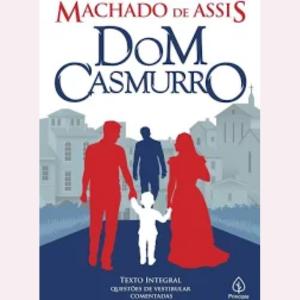 MACHADO DE ASSIS
DOM
CASMURRO
TEXTO INTEGRAL
QUESTÕES DE VESTIBULAR
COMENTADAS
Principis